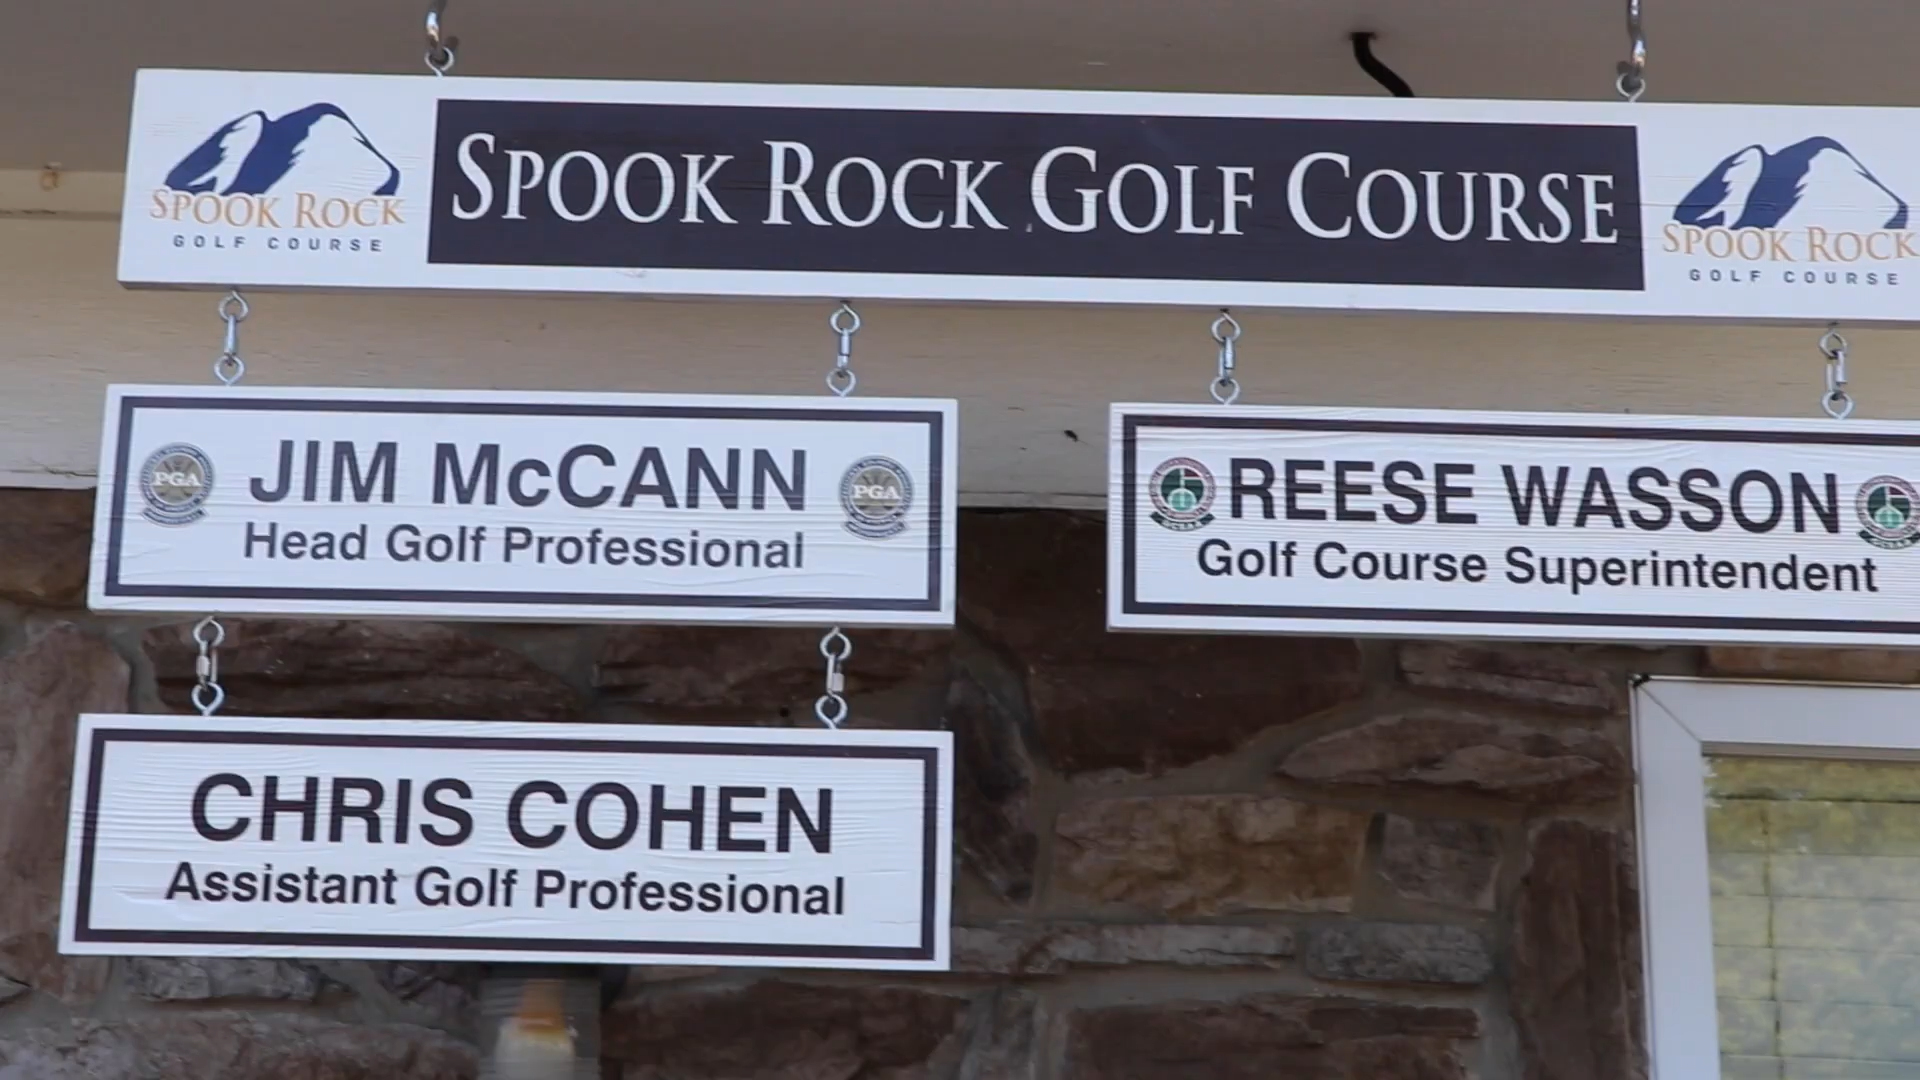 SPOOK ROCK
GOLF COURSE
SPOOK ROCK GOLF COURSE
SPOOK ROCK
GOLF COURSE
PGA
JIM McCANN
PGA
Head Golf Professional
REESE WASSON
Golf Course Superintendent
CHRIS COHEN
Assistant Golf Professional